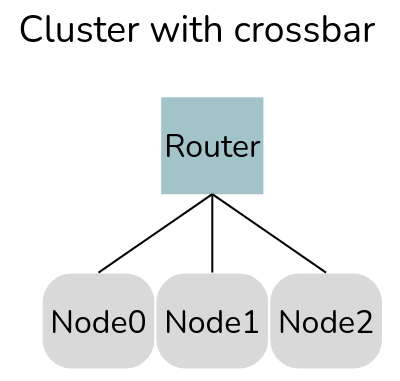 Cluster with crossbar
Router
Node0 Node1 Node2